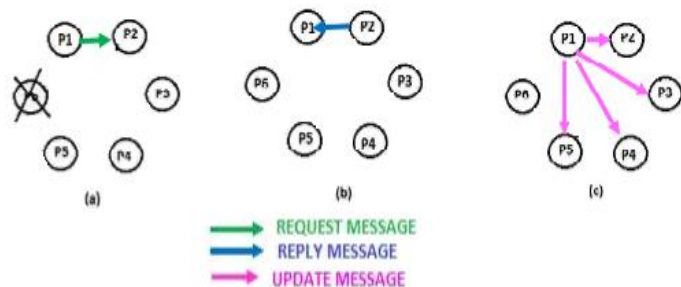 P1 P2
P3
P5 P4
(a)
P1 P2
P6 P3
P5 P4
(b)
P1 P2
P6 P3
P5 P4
(c)
REQUEST MESSAGE
REPLY MESSAGE
UPDATE MESSAGE